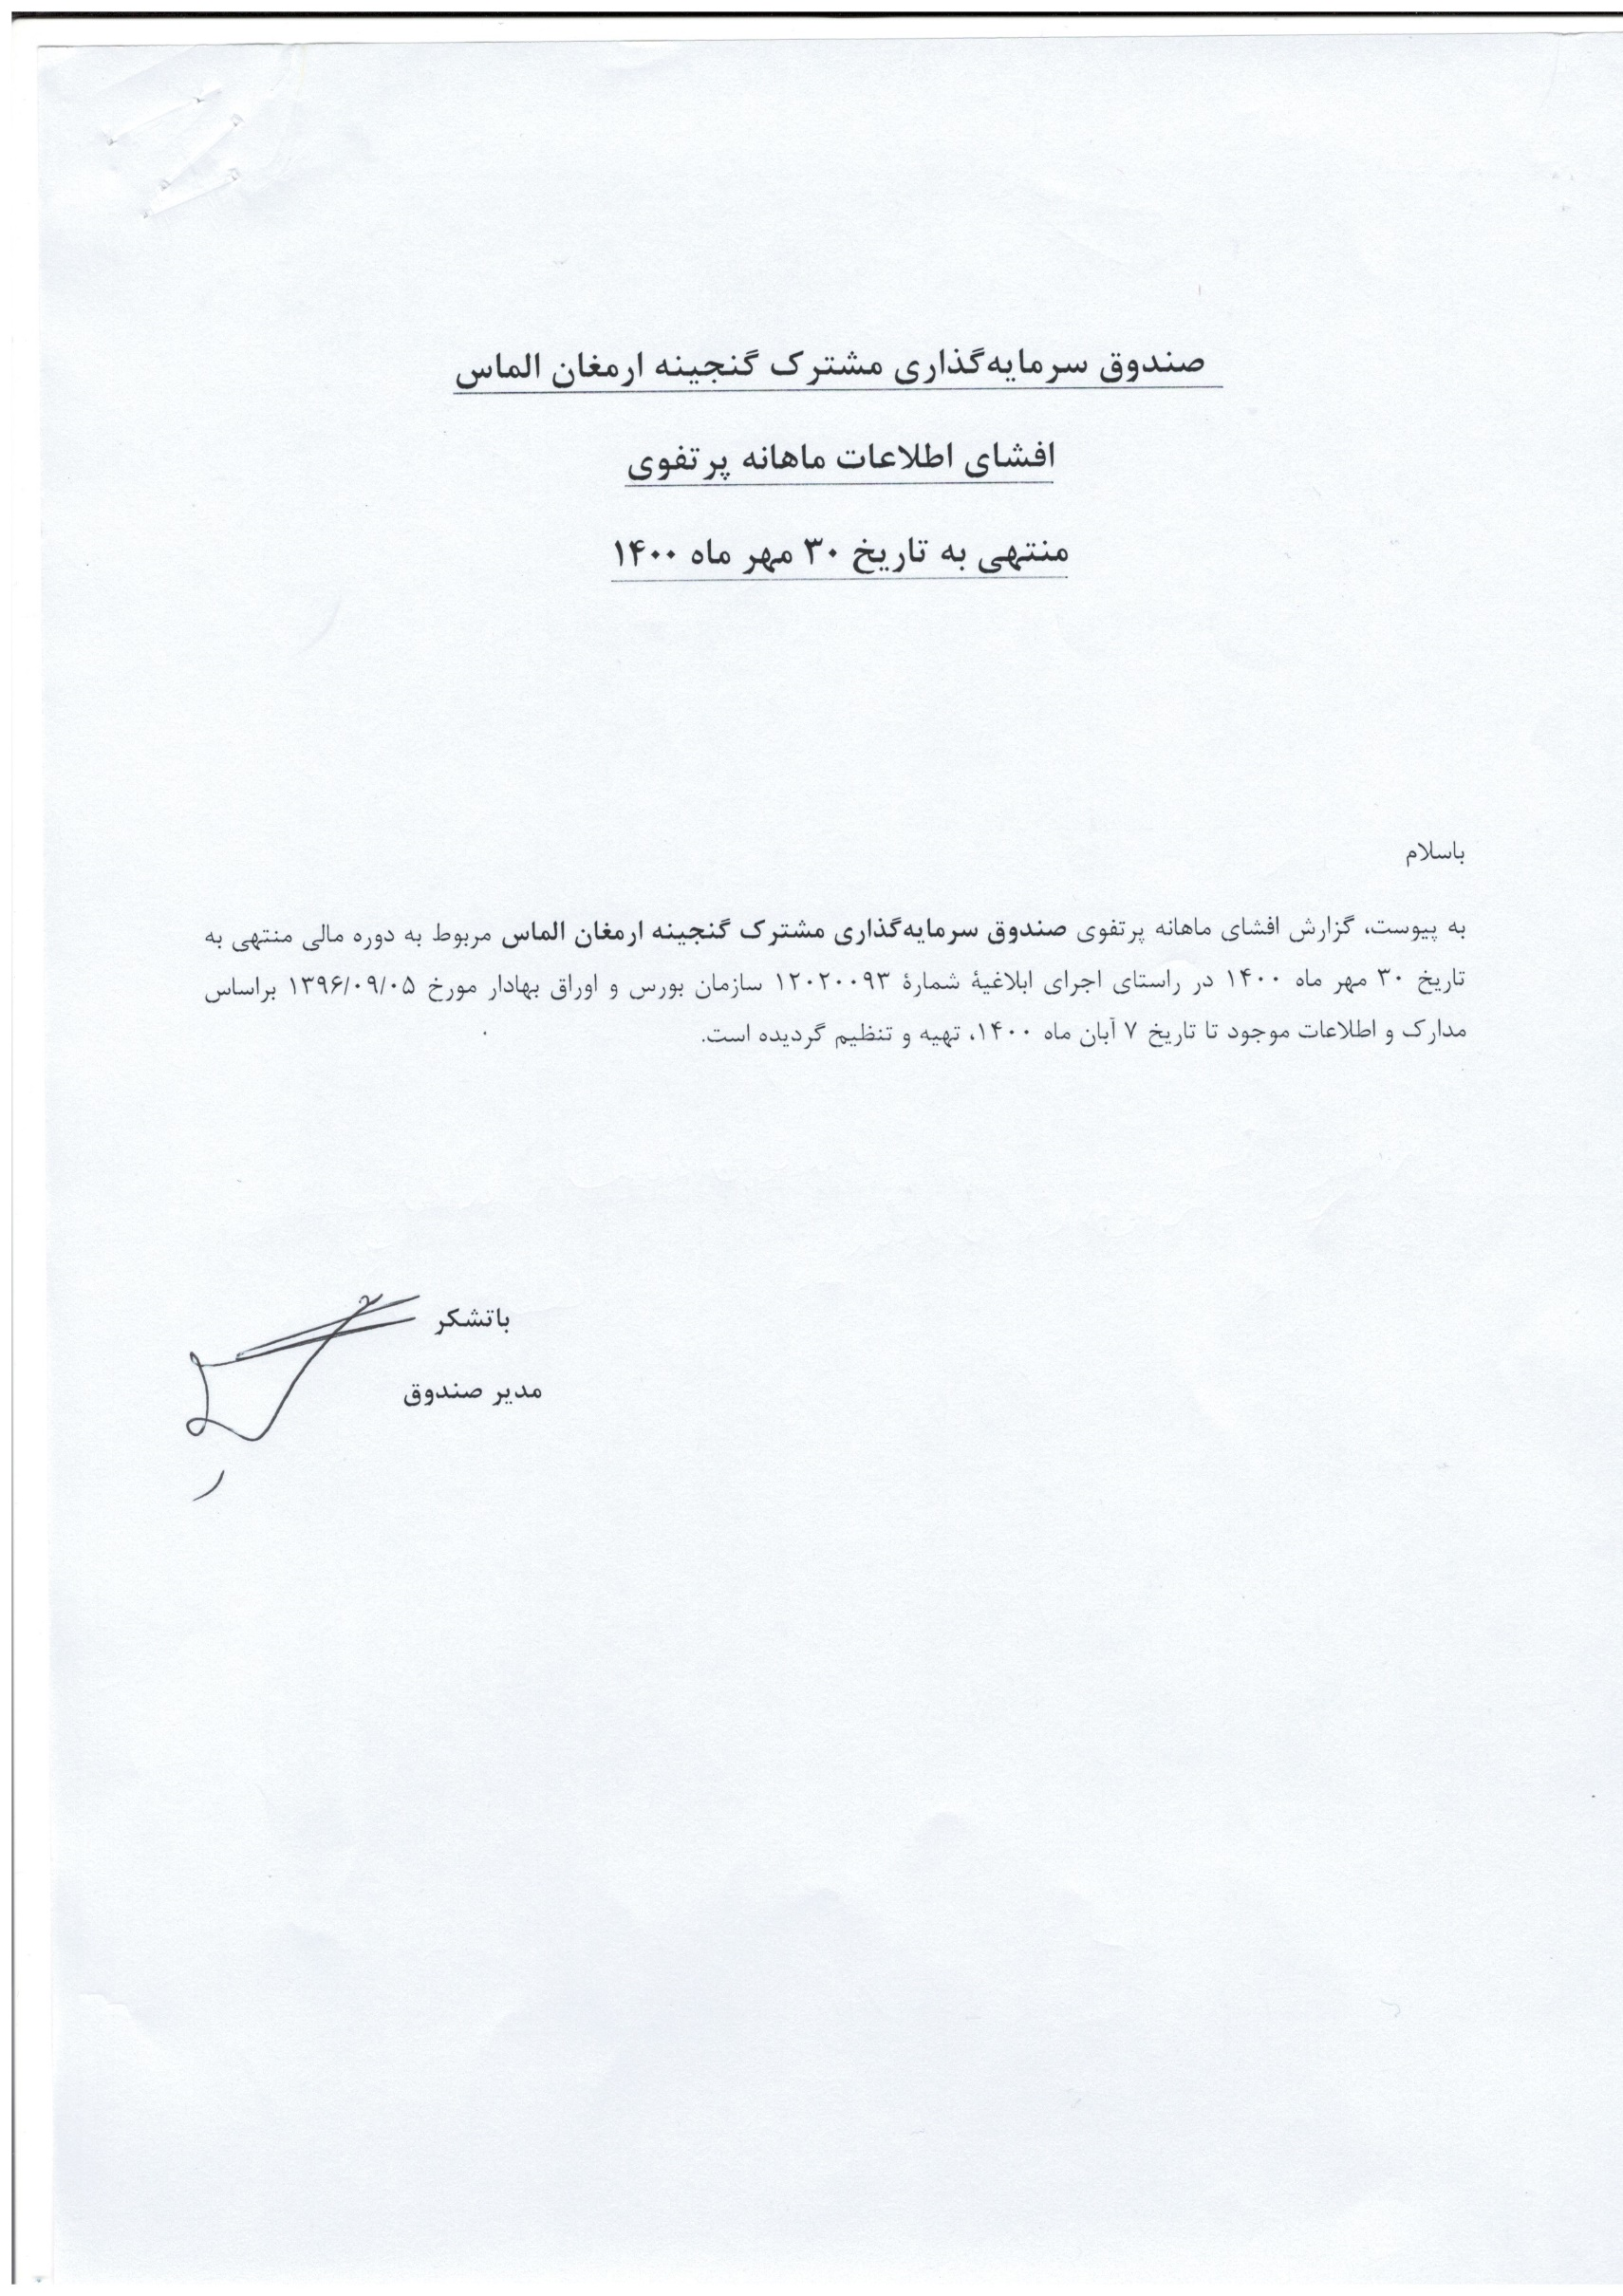 صندوق سرمایه‌گذاری مشترک گنجینه ارمغان الماس
افشای اطلاعات ماهانه پرتفوی
منتهی به تاریخ ۳۰ مهر ماه ۱۴۰۰
باسلام
به پیوست، گزارش افشای ماهانه پرتفوی صندوق سرمایه‌گذاری مشترک گنجینه ارمغان الماس مربوط به دوره مالی منتهی به
تاریخ ۳۰ مهر ماه ۱۴۰۰ در راستای اجرای ابلاغیهٔ شمارهٔ ۱۲۰۲۰۰۹۳ سازمان بورس و اوراق بهادار مورخ ۱۳۹۶/۰۹/۰۵ براساس
مدارک و اطلاعات موجود تا تاریخ ۷ آبان ماه ۱۴۰۰، تهیه و تنظیم گردیده است.
باتشکر
مدیر صندوق